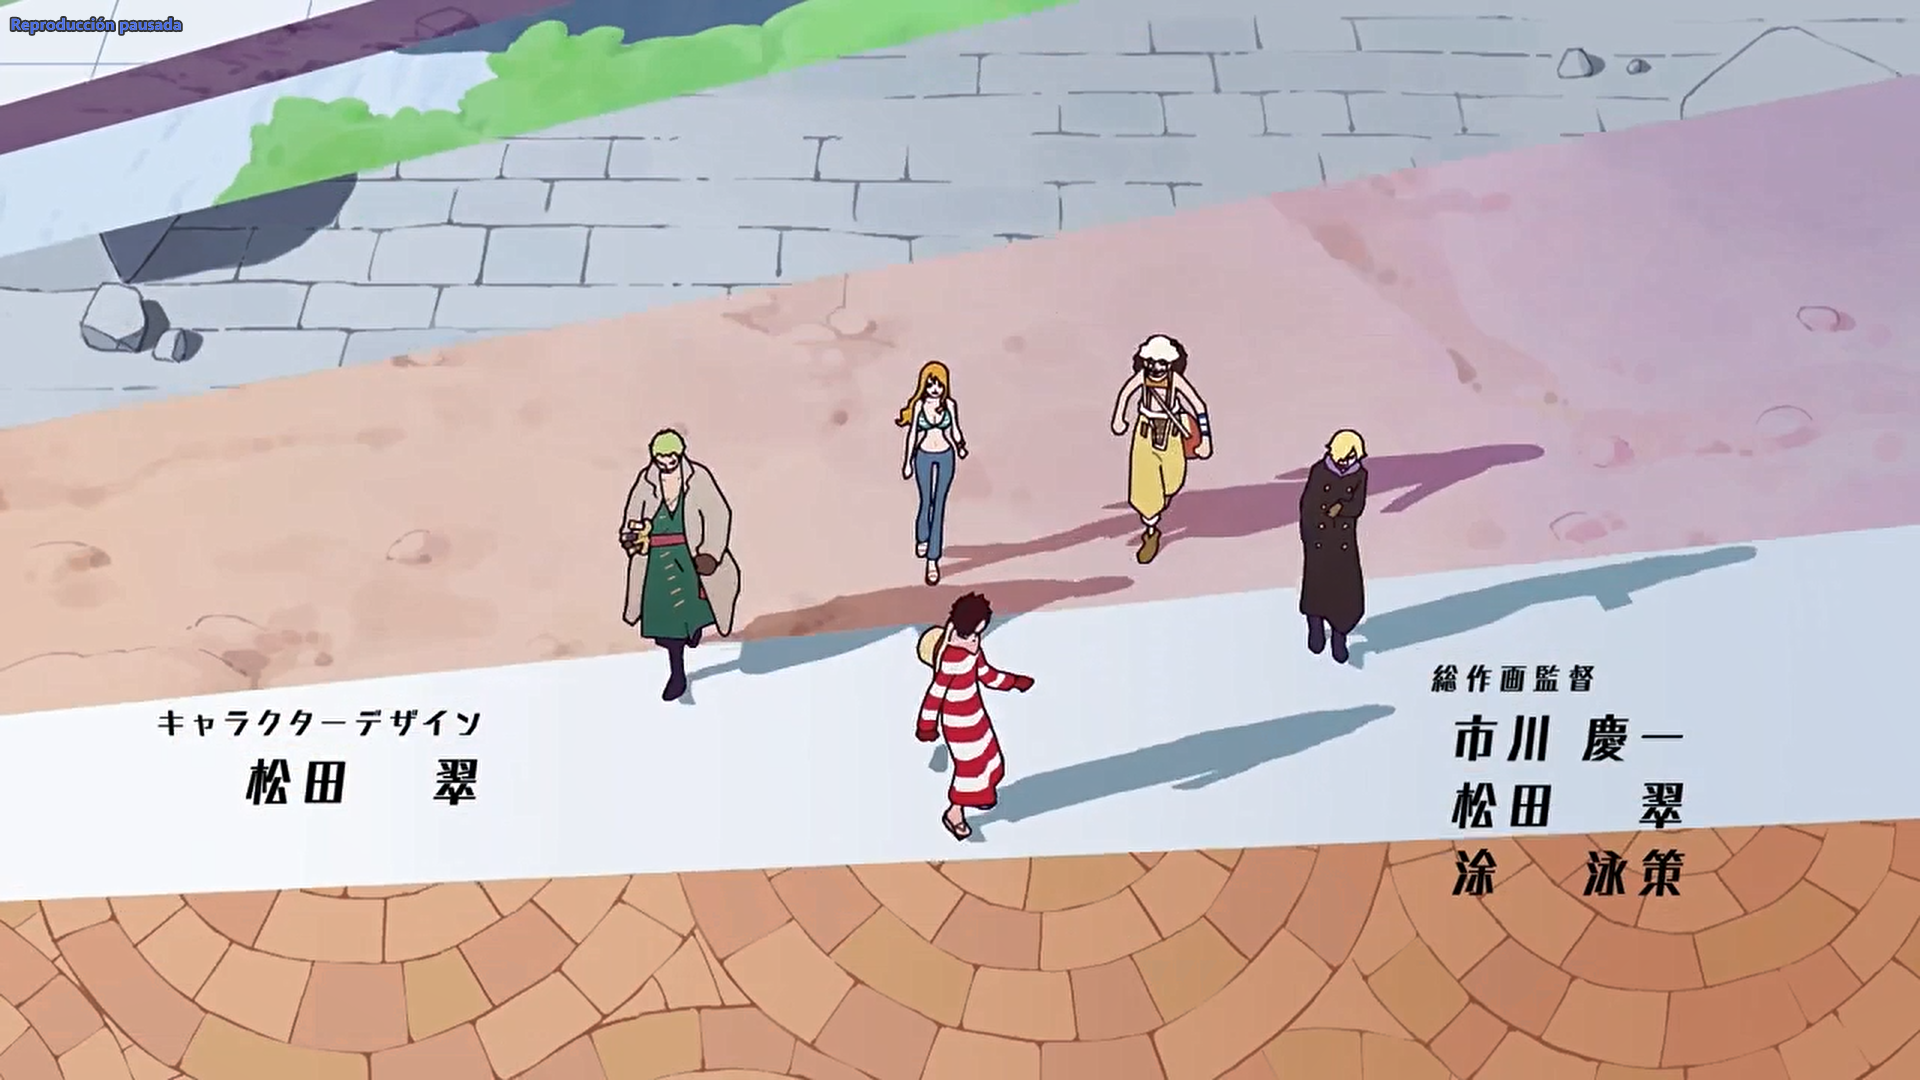 Reproducción pausada
キャラクターデザイン
松田 翠
総作画監督
市川 慶一
松田 翠
涂 泳策